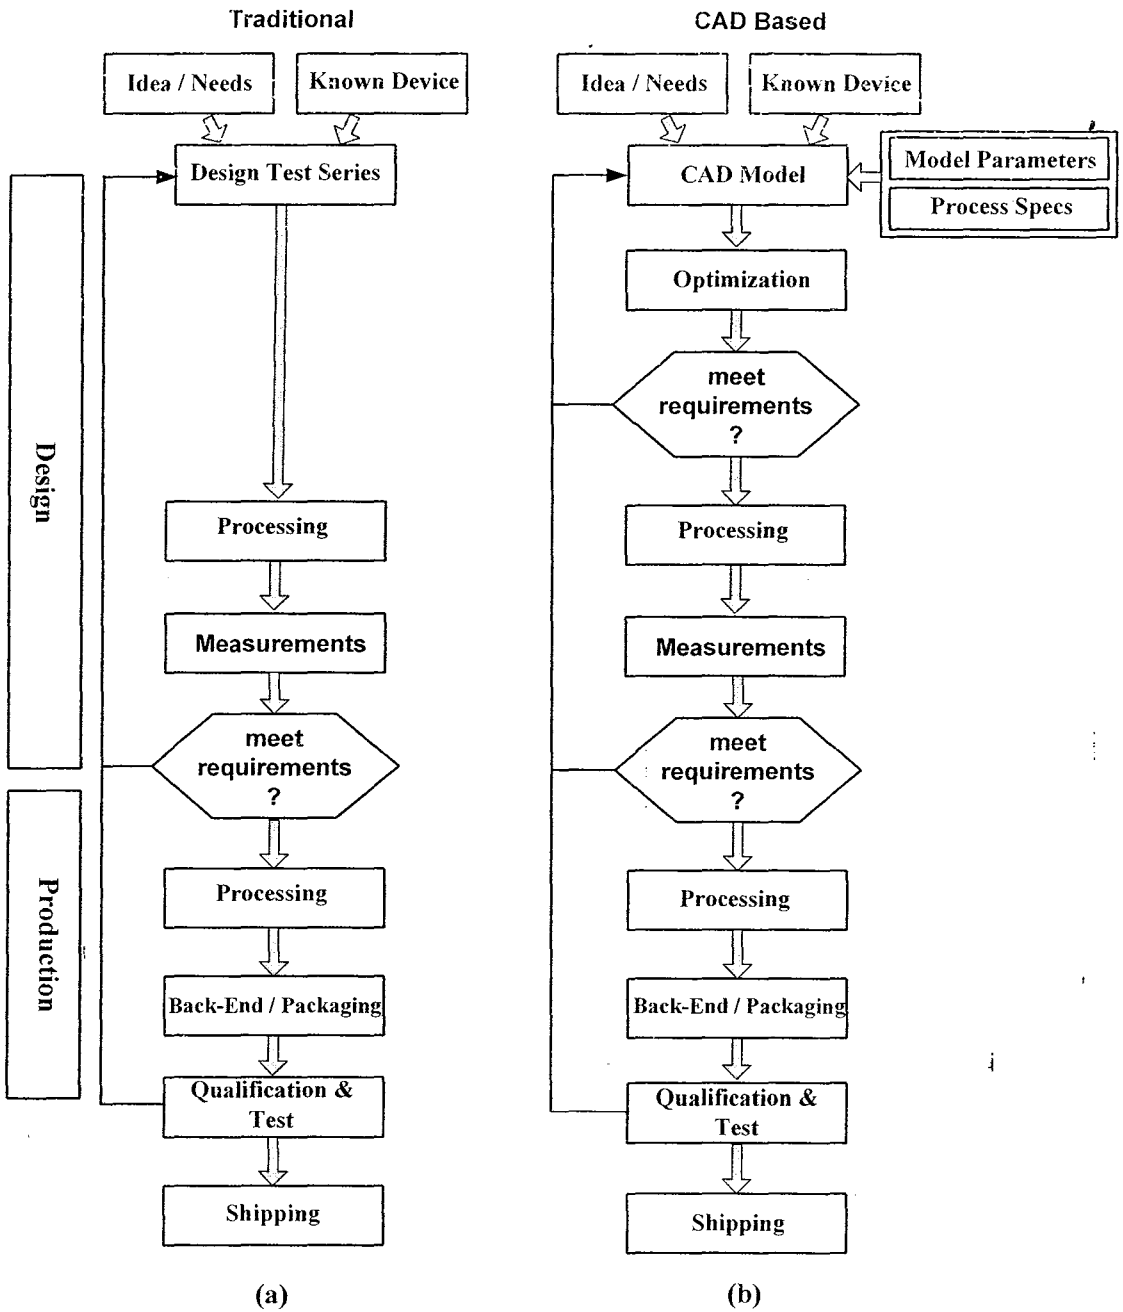 Traditional
Idea / Needs
Known Device
Design Test Series
Design
Processing
Measurements
meet
requirements
?
Production
Processing
Back-End / Packaging
Qualification &
Test
Shipping
(a)
CAD Based
Idea / Needs
Known Device
CAD Model
Model Parameters
Process Specs
Optimization
meet
requirements
?
Processing
Measurements
meet
requirements
?
Processing
Back-End / Packaging
Qualification &
Test
Shipping
(b)